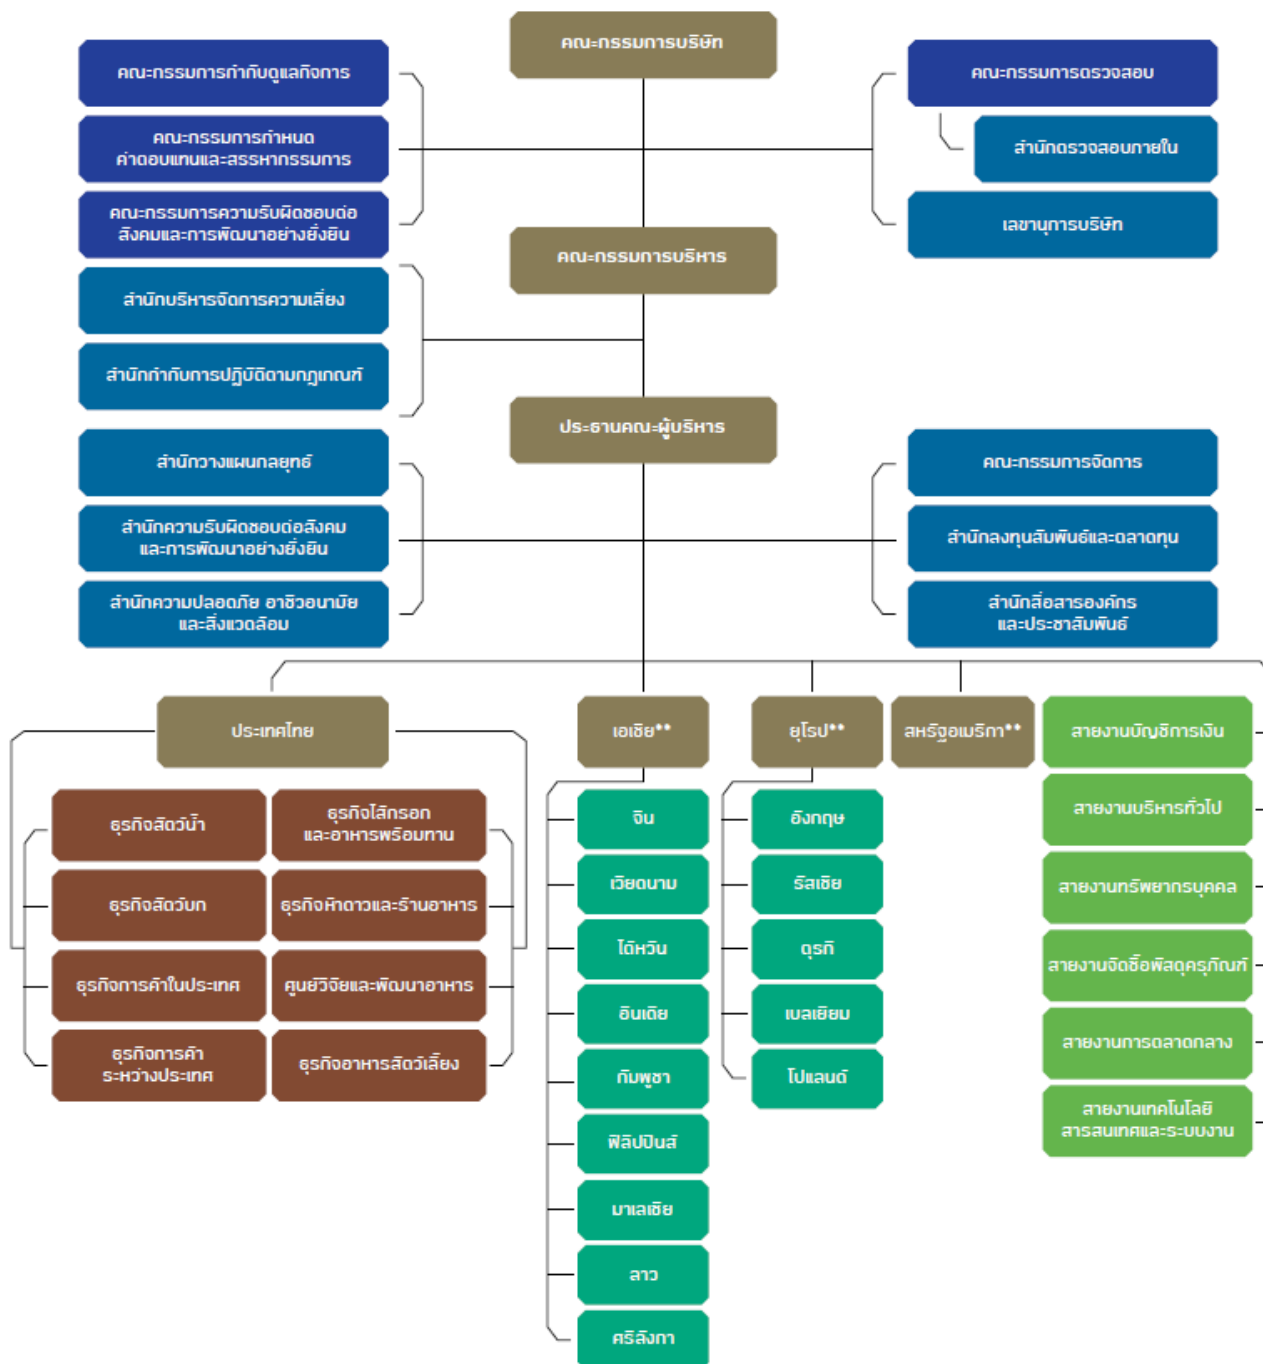 คณะกรรมการบริษัท
คณะกรรมการกำกับดูแลกิจการ
คณะกรรมการกำหนด
ค่าตอบแทนและสรรหากรรมการ
คณะกรรมการความรับผิดชอบต่อ
สังคมและการพัฒนาอย่างยั่งยืน
คณะกรรมการตรวจสอบ
สำนักตรวจสอบภายใน
เลขานุการบริษัท
คณะกรรมการบริหาร
สำนักบริหารจัดการความเสี่ยง
สำนักกำกับการปฏิบัติตามกฎเกณฑ์
ประธานคณะผู้บริหาร
สำนักวางแผนกลยุทธ์
สำนักความรับผิดชอบต่อสังคม
และการพัฒนาอย่างยั่งยืน
สำนักความปลอดภัย อาชีวอนามัย
และสิ่งแวดล้อม
คณะกรรมการจัดการ
สำนักลงทุนสัมพันธ์และตลาดทุน
สำนักสื่อสารองค์กร
และประชาสัมพันธ์
ประเทศไทย
ธุรกิจสัตว์น้ำ
ธุรกิจสัตว์บก
ธุรกิจการค้าในประเทศ
ธุรกิจการค้า
ระหว่างประเทศ
ธุรกิจไส้กรอก
และอาหารพร้อมทาน
ธุรกิจห้าดาวและร้านอาหาร
ศูนย์วิจัยและพัฒนาอาหาร
ธุรกิจอาหารสัตว์เลี้ยง
เอเชีย**
จีน
เวียดนาม
ไต้หวัน
อินเดีย
กัมพูชา
ฟิลิปปินส์
มาเลเซีย
ลาว
ศรีลังกา
ยุโรป**
อังกฤษ
รัสเซีย
ตุรกี
เบลเยียม
โปแลนด์
สหรัฐอเมริกา**
สายงานบัญชีการเงิน
สายงานบริหารทั่วไป
สายงานทรัพยากรบุคคล
สายงานจัดซื้อพัสดุครุภัณฑ์
สายงานการตลาดกลาง
สายงานเทคโนโลยี
สารสนเทศและระบบงาน